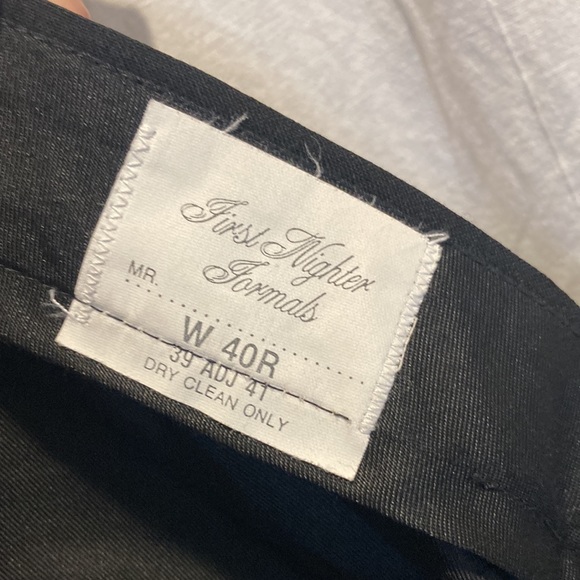 First Nighter
Formals
MR.
W 40R
39 ADJ 41
DRY CLEAN ONLY